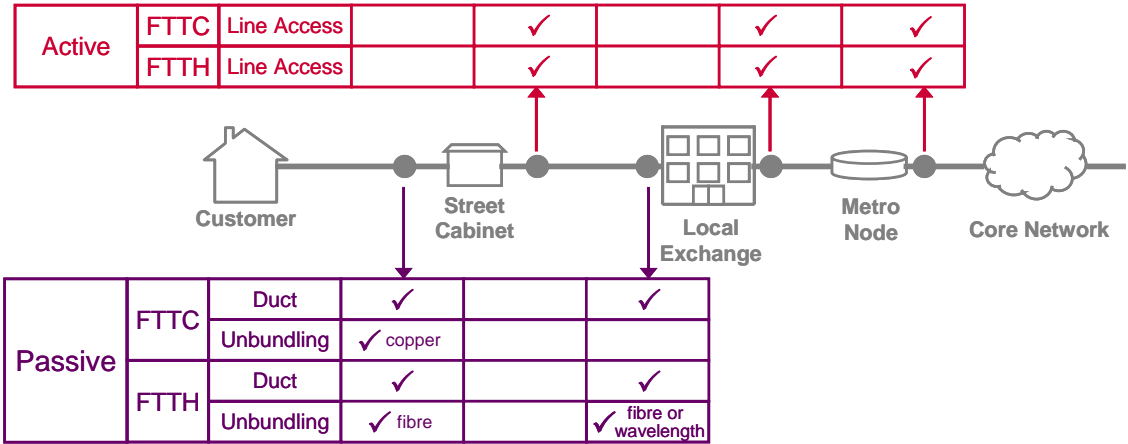 Active
FTTC Line Access ✓ ✓ ✓
FTTH Line Access ✓ ✓ ✓
Customer
Street
Cabinet
Local
Exchange
Metro
Node
Core Network
Passive
FTTC
Duct ✓ ✓
Unbundling ✓ copper
FTTH
Duct ✓ ✓
Unbundling ✓ fibre ✓ fibre or
wavelength